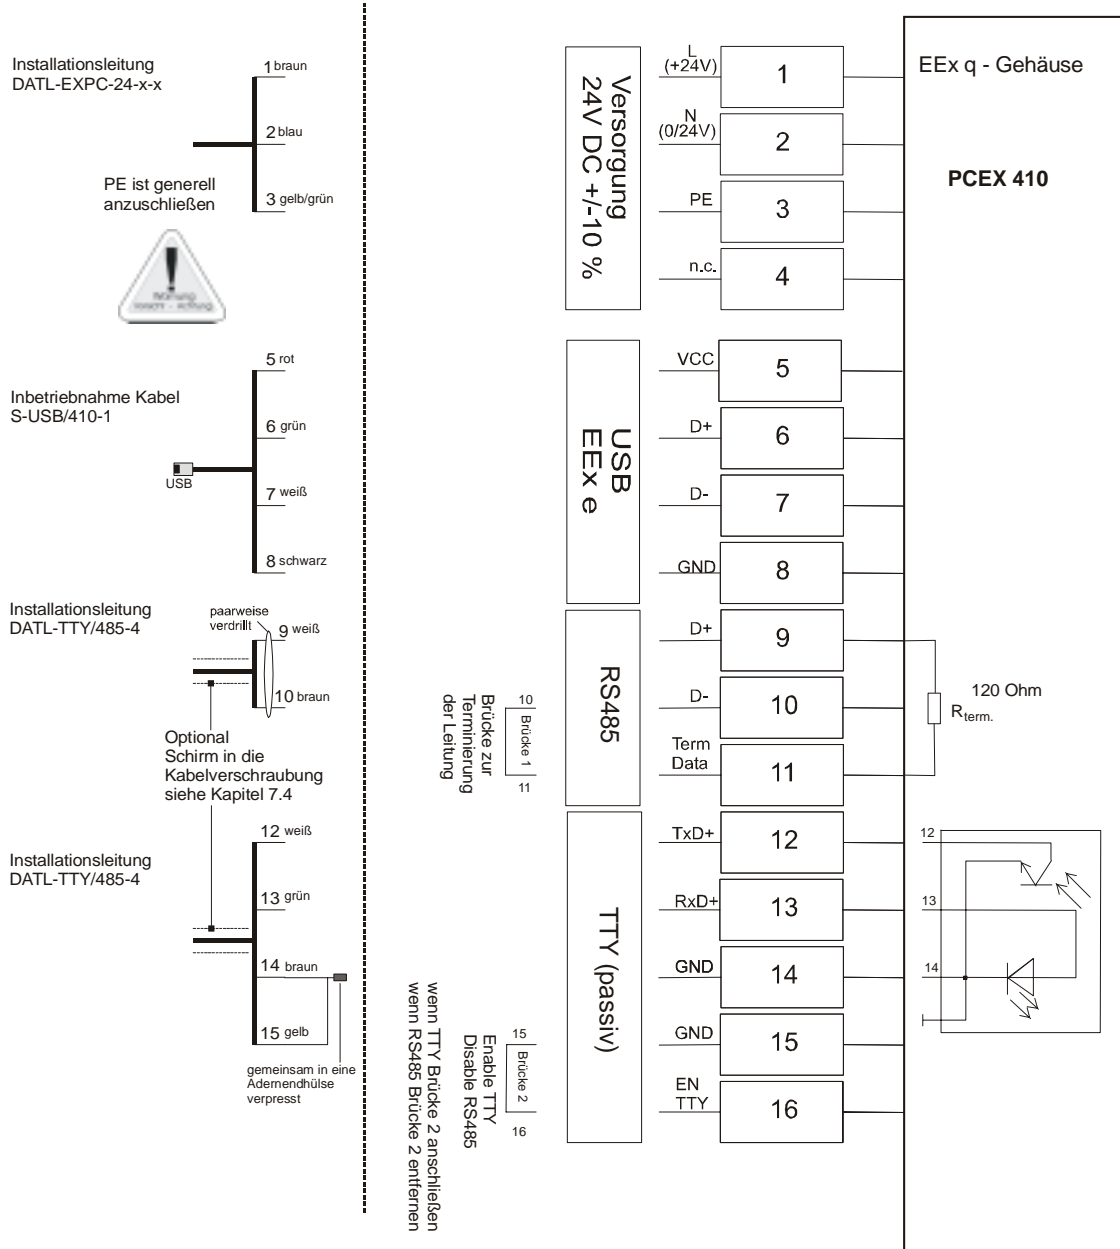 Installationsleitung
DATL-EXPC-24-x-x
1 braun
2 blau
3 gelb/grün
PE ist generell
anzuschließen
Warnung
Inbetriebnahme Kabel
S-USB/410-1
5 rot
6 grün
USB
7 weiß
8 schwarz
Installationsleitung
DATL-TTY/485-4
paarweise
verdrillt
9 weiß
10 braun
Optional
Schirm in die
Kabelverschraubung
siehe Kapitel 7.4
Installationsleitung
DATL-TTY/485-4
12 weiß
13 grün
14 braun
15 gelb
gemeinsam in eine
Adernendhülse
verpresst
Versorgung
24V DC +/-10 %
L
(+24V)
1
N
(0/24V)
2
PE
3
n.c.
4
USB
EEx e
VCC
5
D+
6
D-
7
GND
8
RS485
D+
9
D-
10
Term
Data
11
10
Brücke 1
11
Brücke zur
Terminierung
der Leitung
TTY (passiv)
TxD+
12
RxD+
13
GND
14
GND
15
EN
TTY
16
15
Brücke 2
16
Enable TTY
Disable RS485
wenn TTY Brücke 2 anschließen
wenn RS485 Brücke 2 entfernen
EEx q - Gehäuse
PCEX 410
120 Ohm
Rterm.
12
13
14